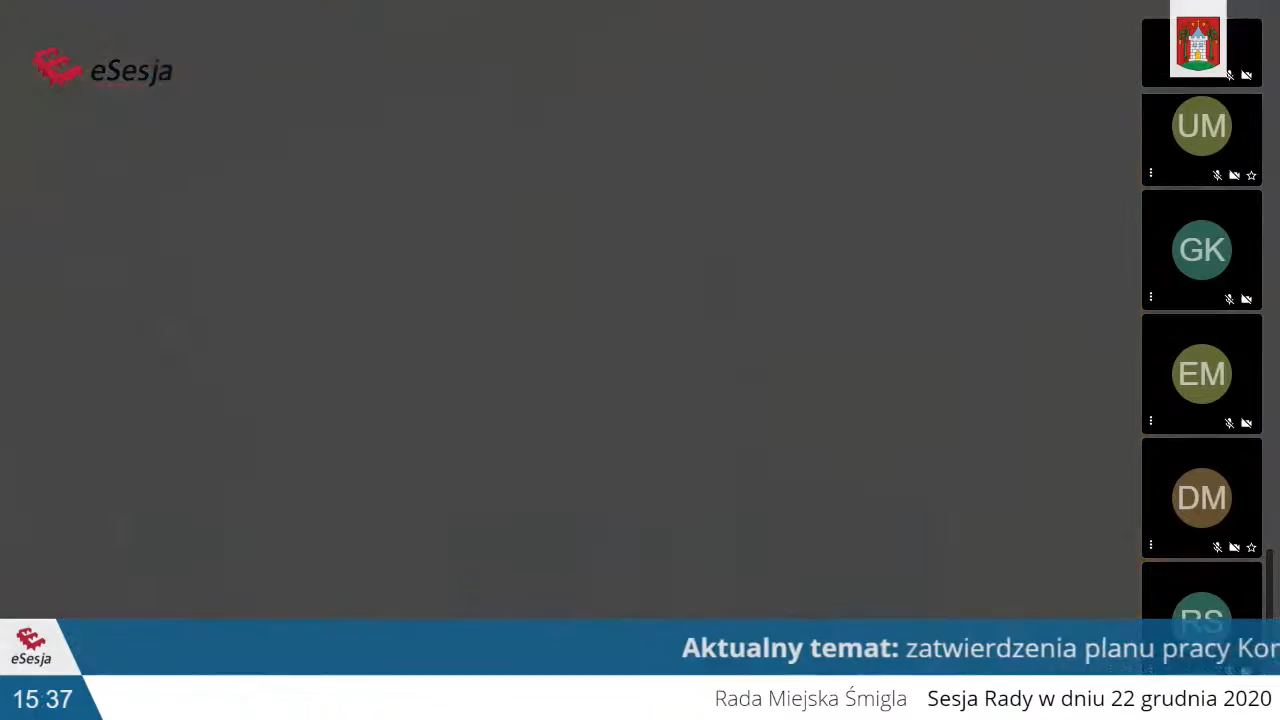 eSesja
UM
GK
EM
DM
RS
Aktualny temat: zatwierdzenia planu pracy
eSesja
15:37
Rada Miejska Śmigla Sesja Rady w dniu 22 grudnia 2020